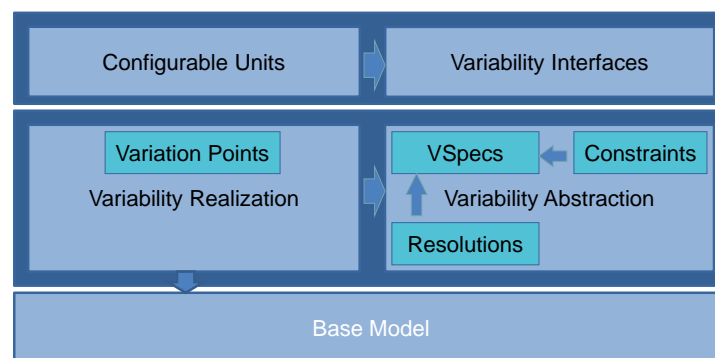 Configurable Units
Variability Interfaces
Variation Points
VSpecs
Constraints
Variability Realization
Variability Abstraction
Resolutions
Base Model